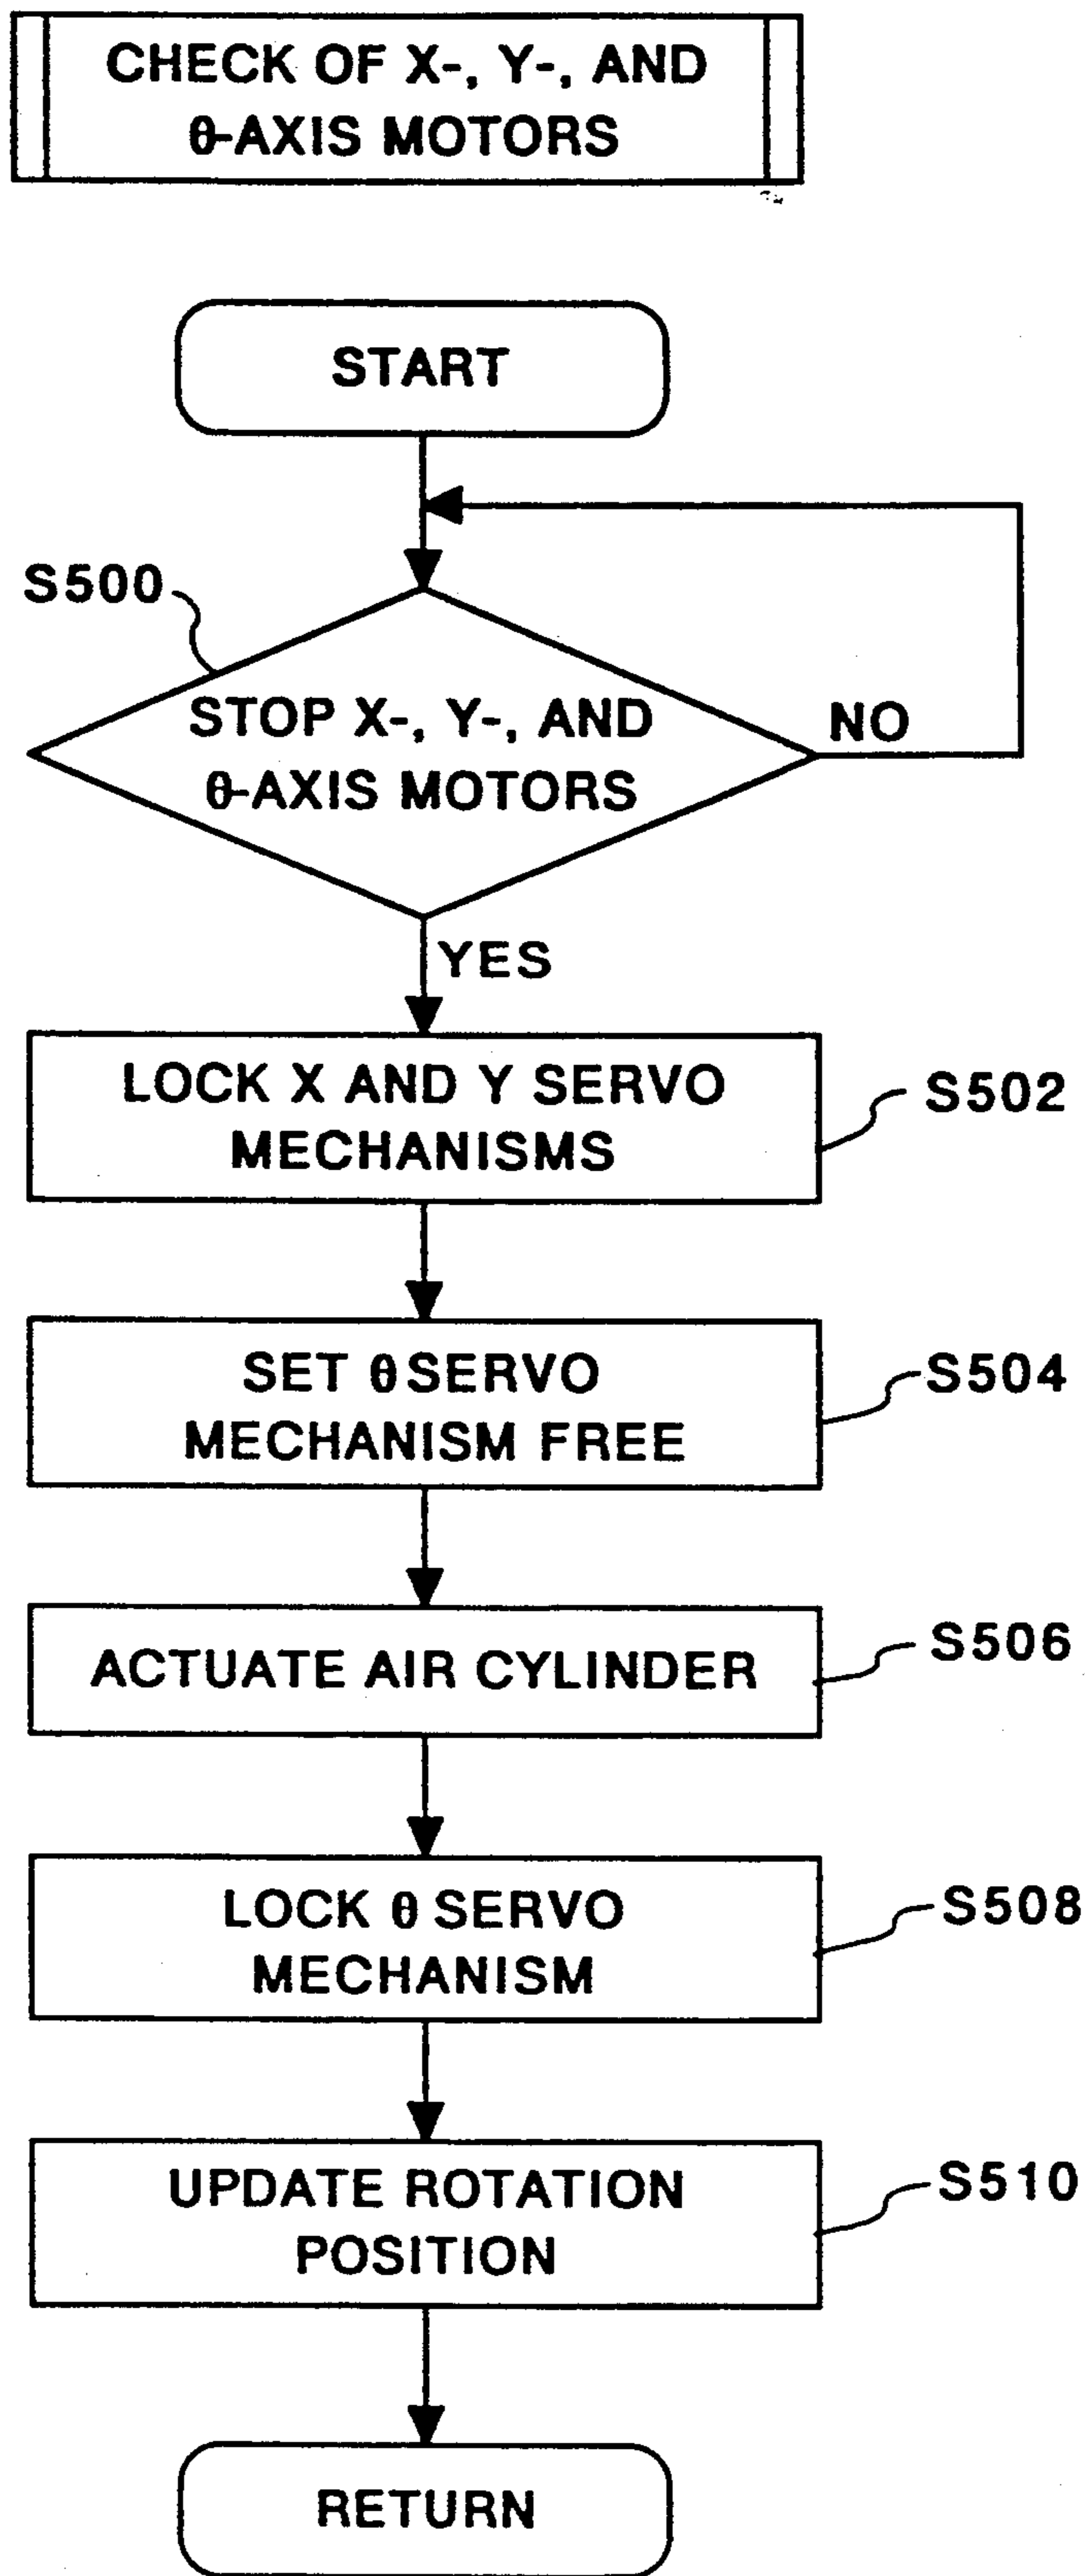 CHECK OF X-, Y-, AND
θ-AXIS MOTORS
START
S500
STOP X-, Y-, AND
θ-AXIS MOTORS
NO
YES
LOCK X AND Y SERVO
MECHANISMS
S502
SET θ SERVO
MECHANISM FREE
S504
ACTUATE AIR CYLINDER
S506
LOCK θ SERVO
MECHANISM
S508
UPDATE ROTATION
POSITION
S510
RETURN